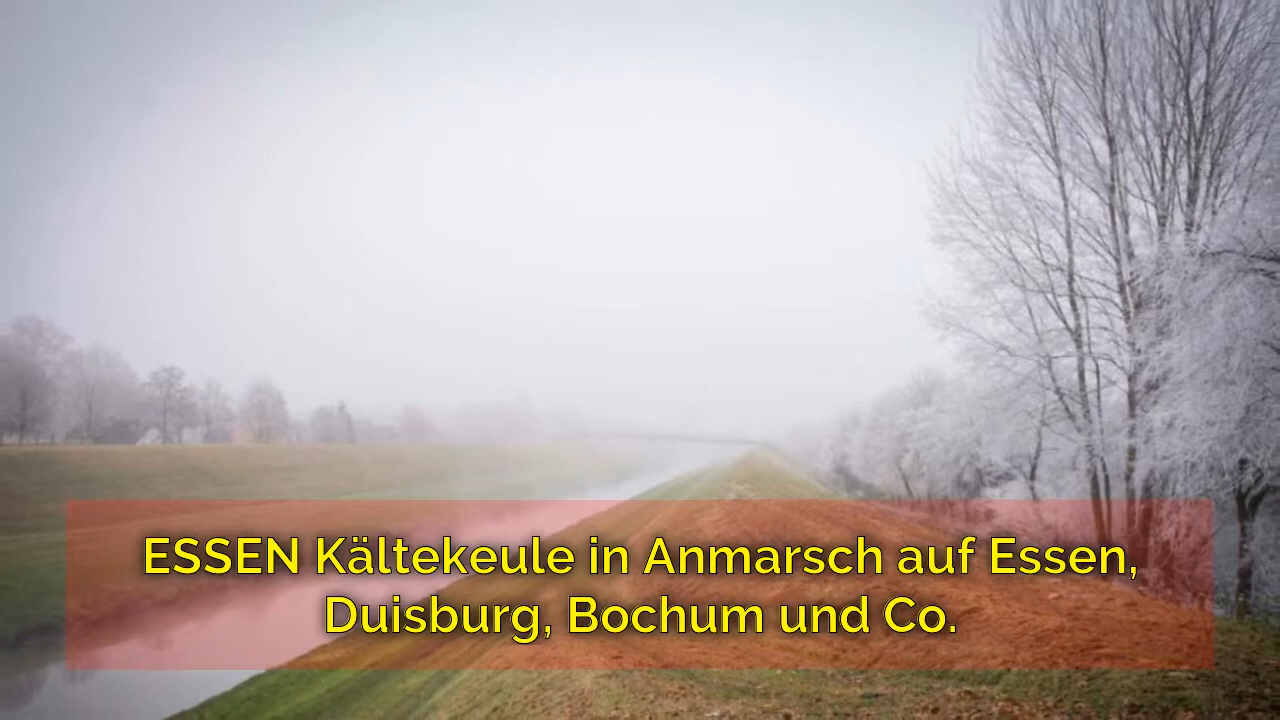 ESSEN Kältekeule in Anmarsch auf Essen,
Duisburg, Bochum und Co.